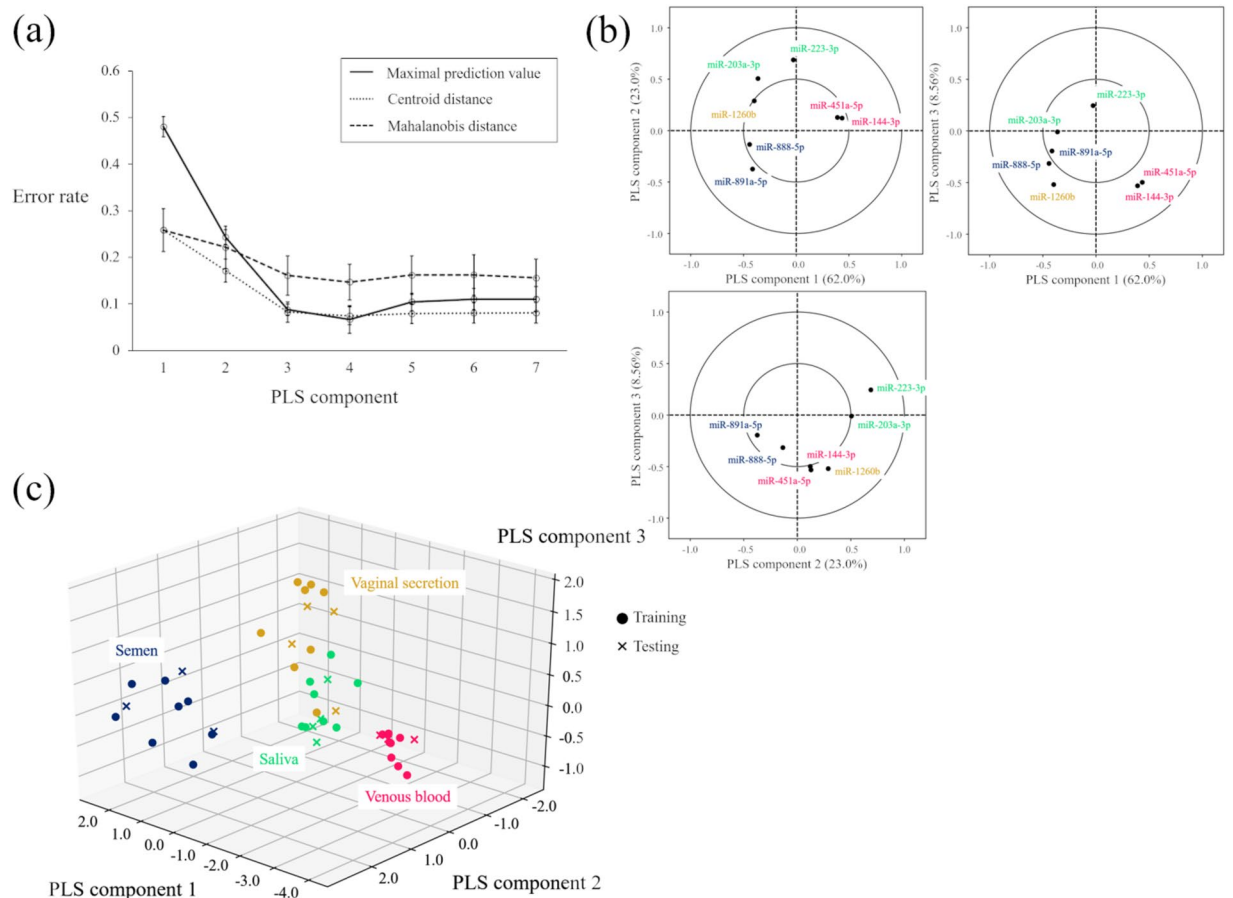 (a)
Maximal prediction value
Centroid distance
Mahalanobis distance
Error rate
0.6
0.5
0.4
0.3
0.2
0.1
0
1 2 3 4 5 6 7
PLS component
(b)
PLS component 2 (23.0%)
1.0
0.5
0.0
-0.5
-1.0
miR-223-3p
miR-203a-3p
miR-451a-5p
miR-1260b
miR-144-3p
miR-888-5p
miR-891a-5p
-1.0 -0.5 0.0 0.5 1.0
PLS component 1 (62.0%)
PLS component 3 (8.56%)
1.0
0.5
0.0
-0.5
-1.0
miR-223-3p
miR-203a-3p
miR-891a-5p
miR-888-5p
miR-451a-5p
miR-144-3p
miR-1260b
-1.0 -0.5 0.0 0.5 1.0
PLS component 1 (62.0%)
PLS component 3 (8.56%)
1.0
0.5
0.0
-0.5
-1.0
miR-223-3p
miR-203a-3p
miR-891a-5p
miR-144-3p
miR-888-5p
miR-1260b
miR-451a-5p
-1.0 -0.5 0.0 0.5 1.0
PLS component 2 (23.0%)
(c)
PLS component 3
Vaginal secretion
Semen
Saliva
Venous blood
2.0
1.5
1.0
0.5
0.0
-0.5
-1.0
Training
Testing
2.0 1.0 0.0 -1.0 -2.0 -3.0 -4.0
PLS component 1
2.0 1.0 0.0 -1.0 -2.0
PLS component 2